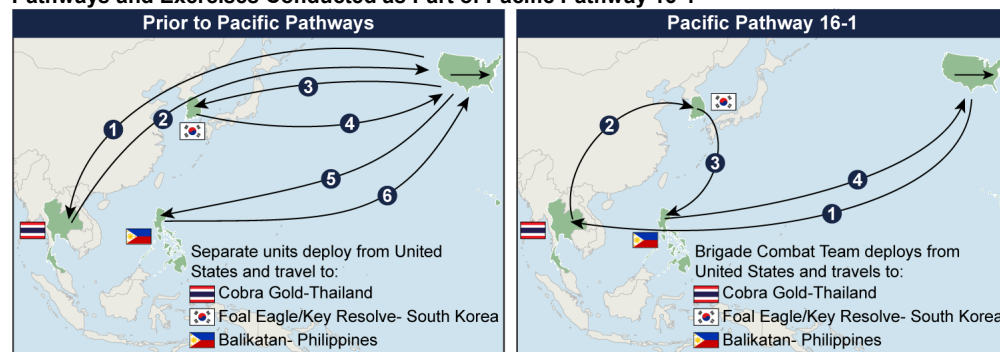 Pathways and Exercises Conducted as Part of Pacific Pathway 16-1
Prior to Pacific Pathways
1
2
3
4
5
6
Separate units deploy from United
States and travel to:
Cobra Gold-Thailand
Foal Eagle/Key Resolve- South Korea
Balikatan- Philippines
Pacific Pathway 16-1
2
3
4
1
Brigade Combat Team deploys from
United States and travels to:
Cobra Gold-Thailand
Foal Eagle/Key Resolve- South Korea
Balikatan- Philippines